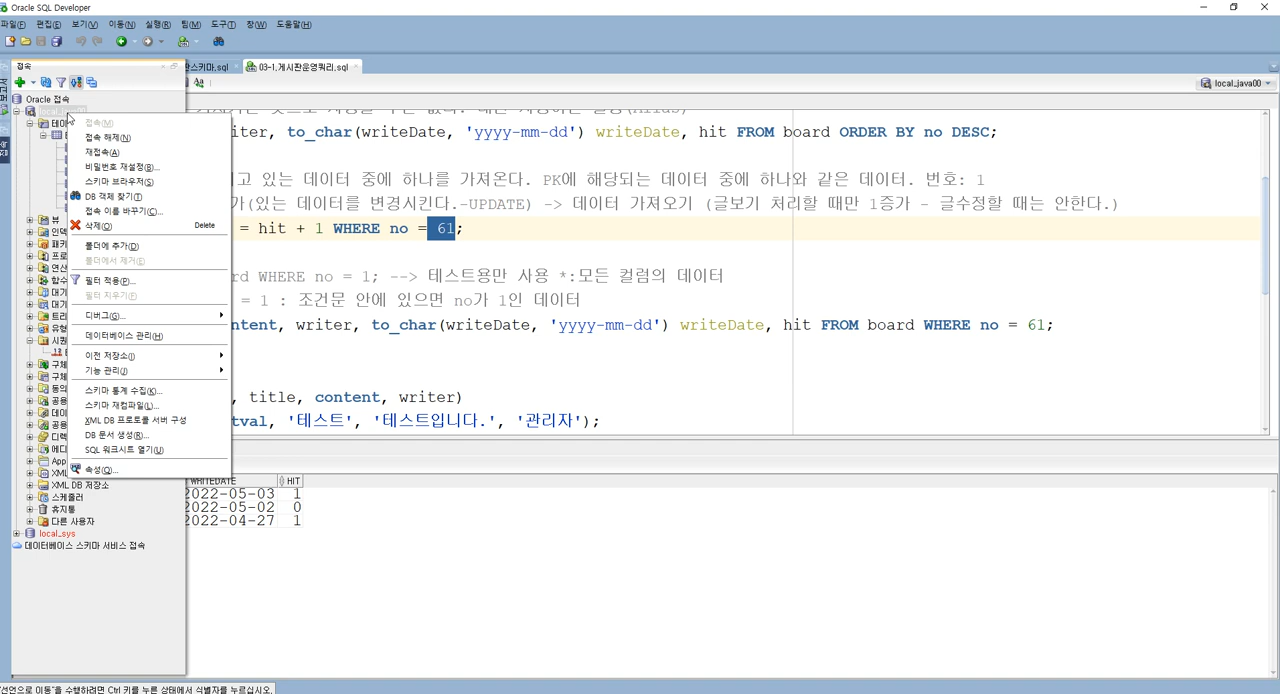 Oracle SQL Developer
파일(F) 편집(E) 보기(V) 이동(N) 실행(R) 팀(M) 도구(T) 창(W) 도움말(H)
접속
스키마.sql
03-1.게시판운영쿼리.sql
local_java00
Oracle 접속
접속(M)
접속 해제(N)
재접속(A)
비밀번호 재설정(B)...
스키마 브라우저(S)
DB 객체 찾기(T)
접속 이름 바꾸기(C)...
삭제(O) Delete
폴더에 추가(D)
폴더에서 제거(E)
필터 적용(P)...
필터 지우기(F)
디버그(G)...
데이터베이스 관리(H)
이전 저장소(I)
기능 관리(J)
스키마 통계 수집(K)...
스키마 재컴파일(L)...
XML DB 프로토콜 서버 구성
DB 문서 생성(R)...
SQL 워크시트 열기(U)
속성(Q)...
뷰
XML DB 저장소
스케줄러
휴지통
다른 사용자
local_sys
데이터베이스 스키마 서비스 접속
iter, to_char(writeDate, 'yyyy-mm-dd') writeDate, hit FROM board ORDER BY no DESC;
고 있는 데이터 중에 하나를 가져온다. PK에 해당되는 데이터 중에 하나와 같은 데이터. 번호: 1
가(있는 데이터를 변경시킨다.-UPDATE) -> 데이터 가져오기 (글보기 처리할 때만 1증가 - 글수정할 때는 안한다.)
= hit + 1 WHERE no = 61;
rd WHERE no = 1; --> 테스트용만 사용 *:모든 컬럼의 데이터
= 1 : 조건문 안에 있으면 no가 1인 데이터
ntent, writer, to_char(writeDate, 'yyyy-mm-dd') writeDate, hit FROM board WHERE no = 61;
, title, content, writer)
tval, '테스트', '테스트입니다.', '관리자');
WRITEDATE HIT
2022-05-03 1
2022-05-02 0
2022-04-27 1
"선언으로 이동"을 수행하려면 Ctrl 키를 누른 상태에서 식별자를 누르십시오.